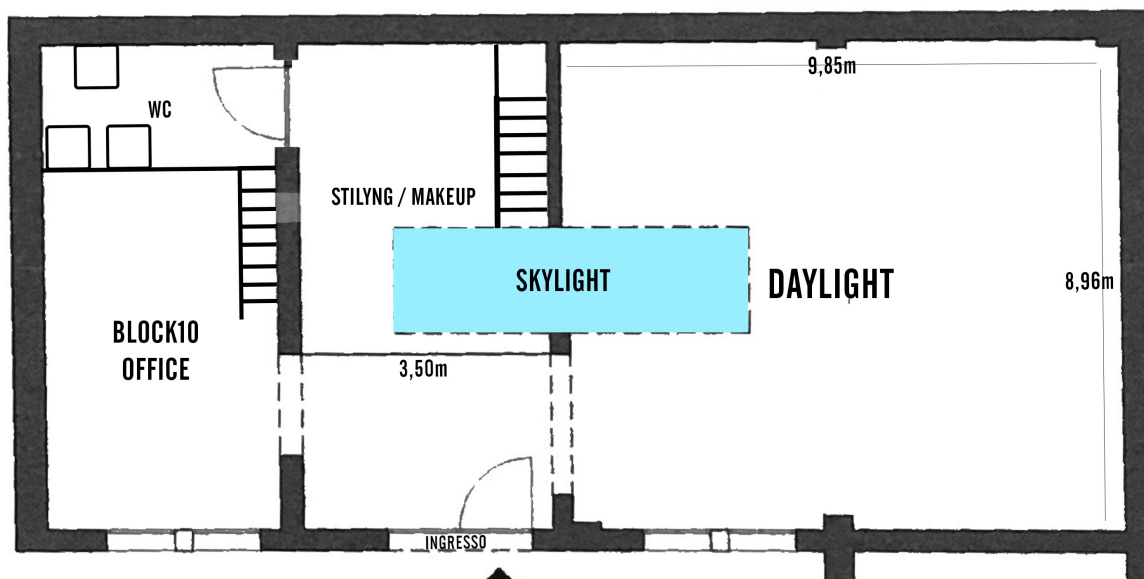 9,85m
WC
STILYNG / MAKEUP
SKYLIGHT
DAYLIGHT
8,96m
BLOCK10
OFFICE
3,50m
INGRESSO